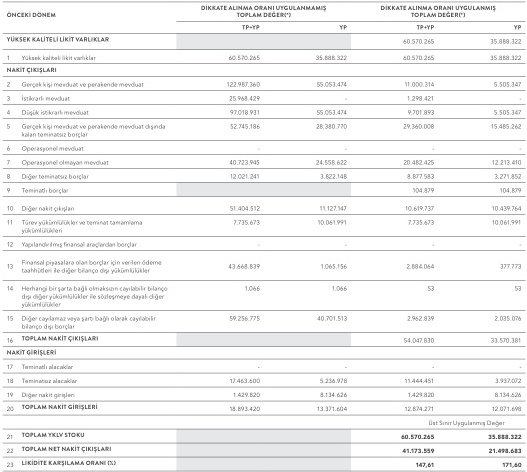 ÖNCEKİ DÖNEM
DİKKATE ALINMA ORANI UYGULANMAMIŞ TOPLAM DEĞER(*)
DİKKATE ALINMA ORANI UYGULANMIŞ TOPLAM DEĞER(*)
TP+YP YP TP+YP YP
YÜKSEK KALİTELİ LİKİT VARLIKLAR 60.570.265 35.888.322
1 Yüksek kaliteli likit varlıklar 60.570.265 35.888.322 60.570.265 35.888.322
NAKİT ÇIKIŞLARI
2 Gerçek kişi mevduat ve perakende mevduat 122.987.360 55.053.474 11.000.314 5.505.347
3 İstikrarlı mevduat 25.968.429 - 1.298.421 -
4 Düşük istikrarlı mevduat 97.018.931 55.053.474 9.701.893 5.505.347
5 Gerçek kişi mevduat ve perakende mevduat dışında kalan teminatsız borçlar 52.745.186 28.380.770 29.360.008 15.485.262
6 Operasyonel mevduat - - - -
7 Operasyonel olmayan mevduat 40.723.945 24.558.622 20.482.425 12.213.410
8 Diğer teminatsız borçlar 12.021.241 3.822.148 8.877.583 3.271.852
9 Teminatlı borçlar 104.879 104.879
10 Diğer nakit çıkışları 51.404.512 11.127.147 10.619.737 10.439.764
11 Türev yükümlülükler ve teminat tamamlama yükümlülükleri 7.735.673 10.061.991 7.735.673 10.061.991
12 Yapılandırılmış finansal araçlardan borçlar - - - -
13 Finansal piyasalara olan borçlar için verilen ödeme taahhütleri ile diğer bilanço dışı yükümlülükler 43.668.839 1.065.156 2.884.064 377.773
14 Herhangi bir şarta bağlı olmaksızın cayılabilir bilanço dışı diğer yükümlülükler ile sözleşmeye dayalı diğer yükümlülükler 1.066 1.066 53 53
15 Diğer cayılamaz veya şartı bağlı olarak cayılabilir bilanço dışı borçlar 59.256.775 40.701.513 2.962.839 2.035.076
16 TOPLAM NAKİT ÇIKIŞLARI 54.047.830 33.570.381
NAKİT GİRİŞLERİ
17 Teminatlı alacaklar - - - -
18 Teminatsız alacaklar 17.463.600 5.236.978 11.444.451 3.937.072
19 Diğer nakit girişleri 1.429.820 8.134.626 1.429.820 8.134.626
20 TOPLAM NAKİT GİRİŞLERİ 18.893.420 13.371.604 12.874.271 12.071.698
Üst Sınır Uygulanmış Değer
21 TOPLAM YKLV STOKU 60.570.265 35.888.322
22 TOPLAM NET NAKİT ÇIKIŞLARI 41.173.559 21.498.683
23 LİKİDİTE KARŞILAMA ORANI (%) 147,61 171,60